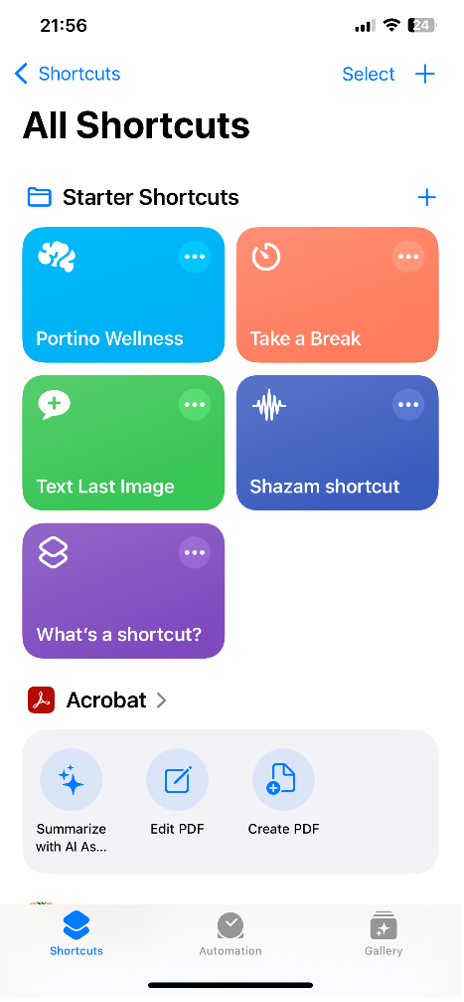 21:56
24
Shortcuts
Select
All Shortcuts
Starter Shortcuts
Portino Wellness
Take a Break
Text Last Image
Shazam shortcut
What's a shortcut?
Acrobat
Summarize
with AI As...
Edit PDF
Create PDF
Shortcuts
Automation
Gallery